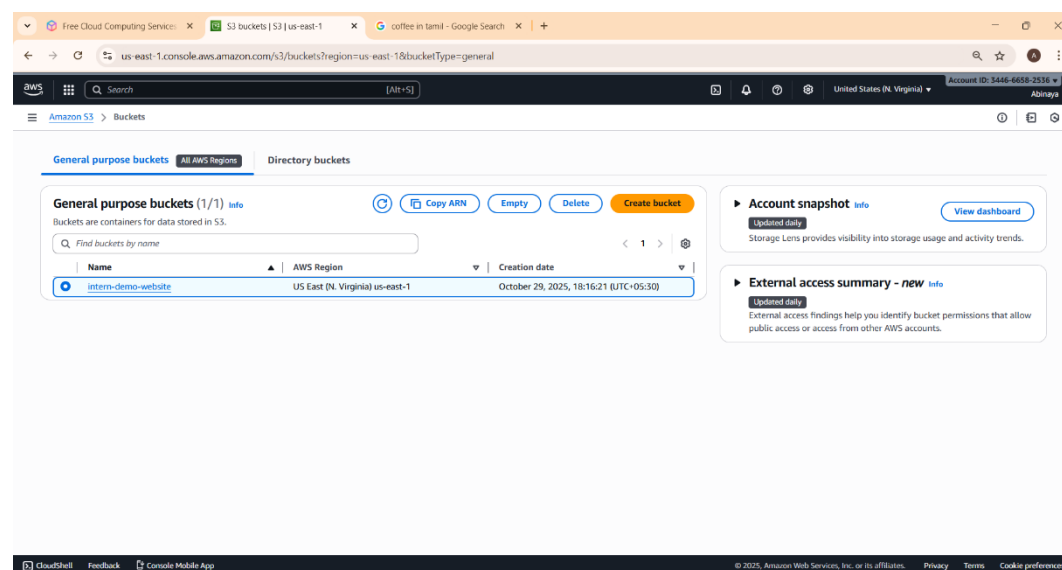 Free Cloud Computing Services
S3 buckets | S3 | us-east-1
coffee in tamil - Google Search
us-east-1.console.aws.amazon.com/s3/buckets?region=us-east-1&bucketType=general
A
aws
Search
[Alt+S]
United States (N. Virginia)
Account ID: 3446-6658-2536
Abinaya
Amazon S3 > Buckets
General purpose buckets All AWS Regions Directory buckets
General purpose buckets (1/1) Info
Copy ARN Empty Delete Create bucket
Buckets are containers for data stored in S3.
Find buckets by name
1
Name AWS Region Creation date
intern-demo-website US East (N. Virginia) us-east-1 October 29, 2025, 18:16:21 (UTC+05:30)
Account snapshot Info
View dashboard
Updated daily
Storage Lens provides visibility into storage usage and activity trends.
External access summary - new Info
Updated daily
External access findings help you identify bucket permissions that allow
public access or access from other AWS accounts.
CloudShell Feedback Console Mobile App © 2025, Amazon Web Services, Inc. or its affiliates. Privacy Terms Cookie preference